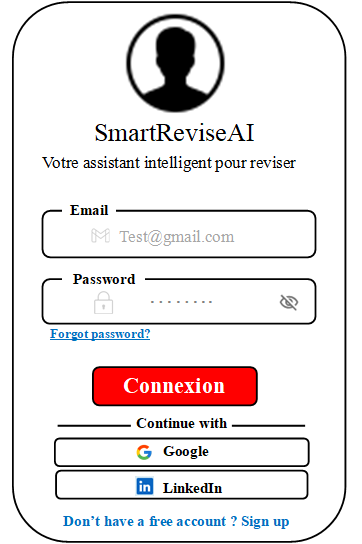 SmartReviseAI
Votre assistant intelligent pour reviser
Email
Test@gmail.com
Password
Forgot password?
Connexion
Continue with
Google
LinkedIn
Don’t have a free account ? Sign up